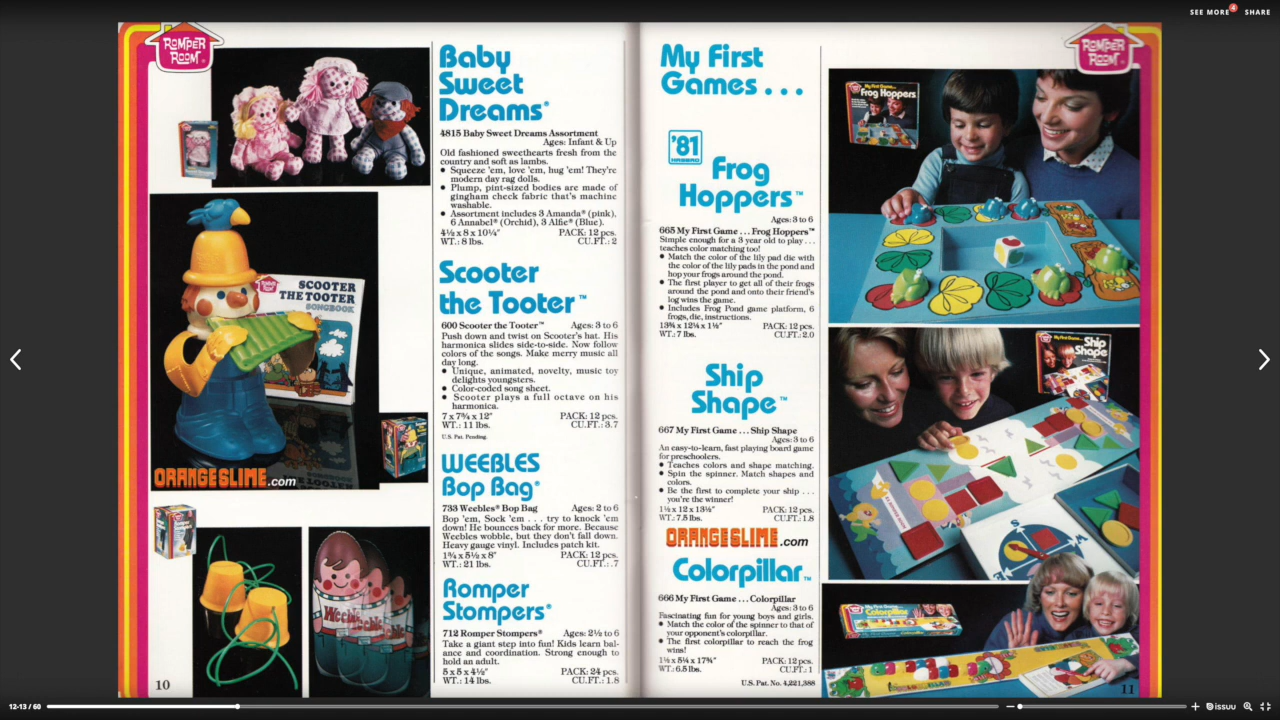 SEE MORE 4 SHARE
ROMPER ROOM
Baby
Sweet
Dreams®
4815 Baby Sweet Dreams Assortment
Ages: Infant & Up
Old fashioned sweethearts fresh from the
country and soft as lambs.
● Squeeze 'em, love 'em, hug 'em! They're
modern day rag dolls.
● Plump, pint-sized bodies are made of
gingham check fabric that's machine
washable.
● Assortment includes 3 Amanda® (pink),
6 Annabel® (Orchid), 3 Alfie® (Blue).
4½ x 8 x 10¼" PACK: 12 pcs.
WT.: 8 lbs. CU.FT.: 2
Scooter
the Tooter™
600 Scooter the Tooter™ Ages: 3 to 6
Push down and twist on Scooter's hat. His
harmonica slides side-to-side. Now follow
colors of the songs. Make merry music all
day long.
● Unique, animated, novelty, music toy
delights youngsters.
● Color-coded song sheet.
● Scooter plays a full octave on his
harmonica.
7 x 7¾ x 12" PACK: 12 pcs.
WT.: 11 lbs. CU.FT.: 3.7
U.S. Pat. Pending.
WEEBLES
Bop Bag®
733 Weebles® Bop Bag Ages: 2 to 6
Bop 'em, Sock 'em . . . try to knock 'em
down! He bounces back for more. Because
Weebles wobble, but they don't fall down.
Heavy gauge vinyl. Includes patch kit.
1¾ x 5½ x 8" PACK: 12 pcs.
WT.: 21 lbs. CU.FT.: .7
Romper
Stompers®
712 Romper Stompers® Ages: 2½ to 6
Take a giant step into fun! Kids learn bal-
ance and coordination. Strong enough to
hold an adult.
5 x 5 x 4½" PACK: 24 pcs.
WT.: 14 lbs. CU.FT.: 1.8
SCOOTER
THE TOOTER
SONGBOOK
ORANGESLIME.com
Weebles
10
My First
Games . . .
'81
HASBRO
Frog
Hoppers™
Ages: 3 to 6
665 My First Game . . . Frog Hoppers™
Simple enough for a 3 year old to play . . .
teaches color matching too!
● Match the color of the lily pad die with
the color of the lily pads in the pond and
hop your frogs around the pond.
● The first player to get all of their frogs
around the pond and onto their friend's
log wins the game.
● Includes Frog Pond game platform, 6
frogs, die, instructions.
13¾ x 12¼ x 1½" PACK: 12 pcs.
WT.: 7 lbs. CU.FT.: 2.0
Ship
Shape™
667 My First Game . . . Ship Shape
Ages: 3 to 6
An easy-to-learn, fast playing board game
for preschoolers.
● Teaches colors and shape matching.
● Spin the spinner. Match shapes and
colors.
● Be the first to complete your ship . . .
you're the winner!
1½ x 12 x 13½" PACK: 12 pcs.
WT.: 7.5 lbs. CU.FT.: 1.8
ORANGESLIME.com
Colorpillar™
666 My First Game . . . Colorpillar
Ages: 3 to 6
Fascinating fun for young boys and girls.
● Match the color of the spinner to that of
your opponent's colorpillar.
● The first colorpillar to reach the frog
wins!
1½ x 8¼ x 17¾" PACK: 12 pcs.
WT.: 6.5 lbs. CU.FT.: 1
U.S. Pat. No. 4,221,388
ROMPER ROOM
My First Game
Frog Hoppers
My First Game
Ship Shape
My First Game
Colorpillar
11
12-13 / 60
issuu